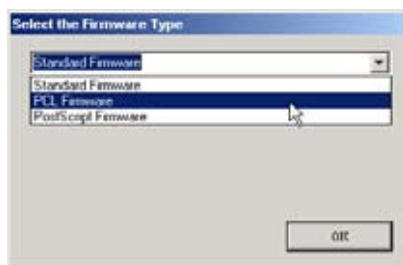 Select the Firmware Type
Standard Firmware
Standard Firmware
PCL Firmware
PostScript Firmware
OK